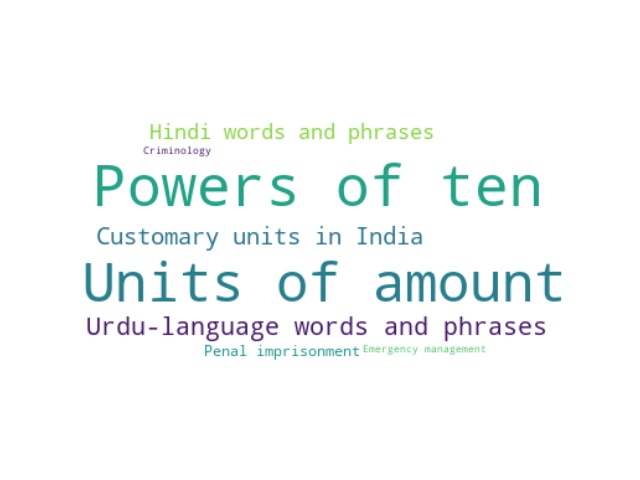 Hindi words and phrases
Criminology
Powers of ten
Customary units in India
Units of amount
Urdu-language words and phrases
Penal imprisonment
Emergency management